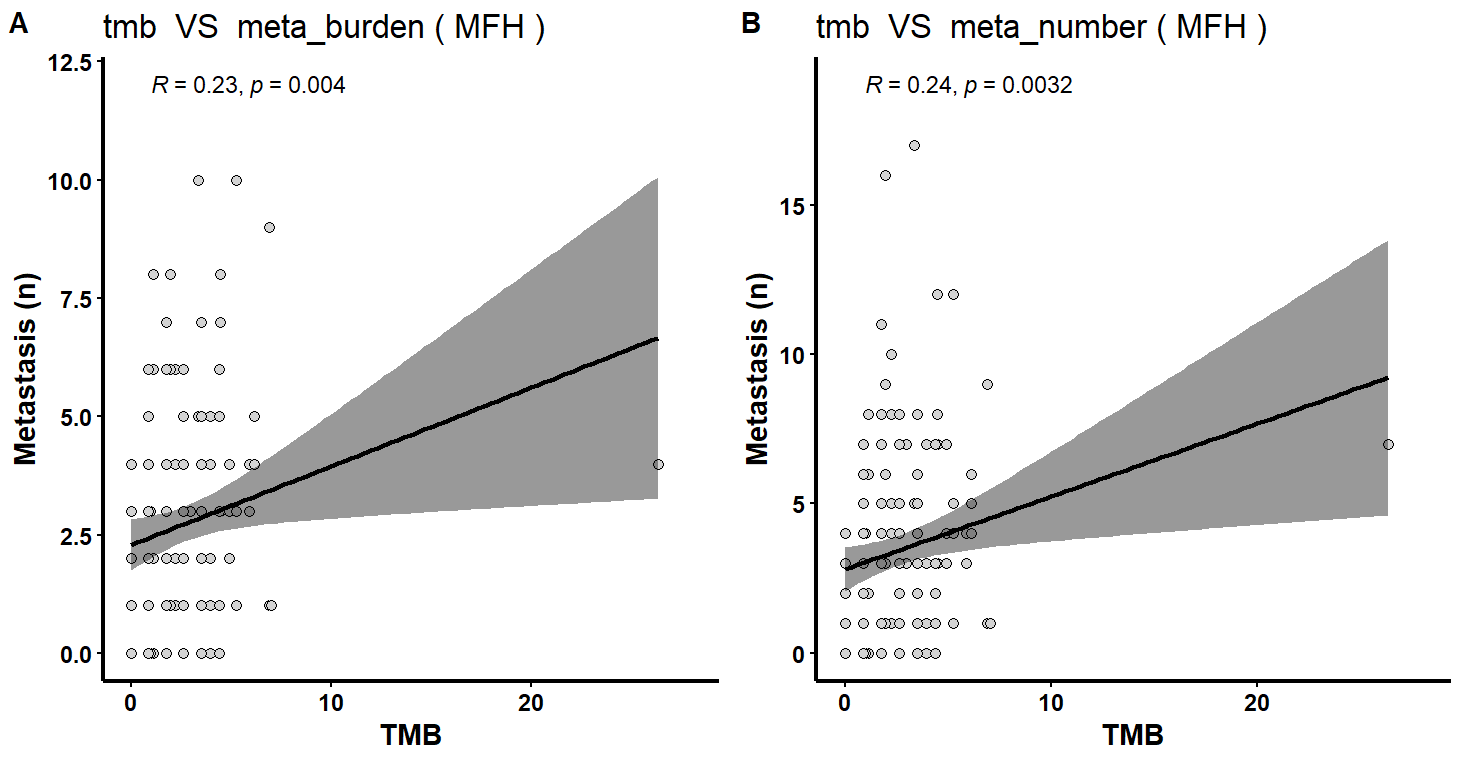 A
tmb VS meta_burden ( MFH )
R = 0.23, p = 0.004
12.5
10.0
7.5
5.0
2.5
0.0
Metastasis (n)
0
10
20
TMB
B
tmb VS meta_number ( MFH )
R = 0.24, p = 0.0032
15
10
5
0
Metastasis (n)
0
10
20
TMB